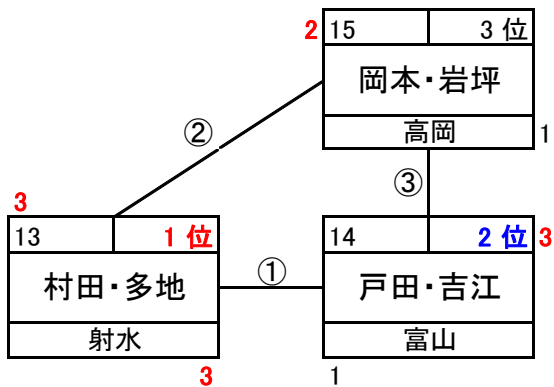 2 15 3 位
岡本・岩坪
高岡 1
②
③
3
13 1 位
村田・多地
射水
3
①
14 2 位 3
戸田・吉江
富山
1